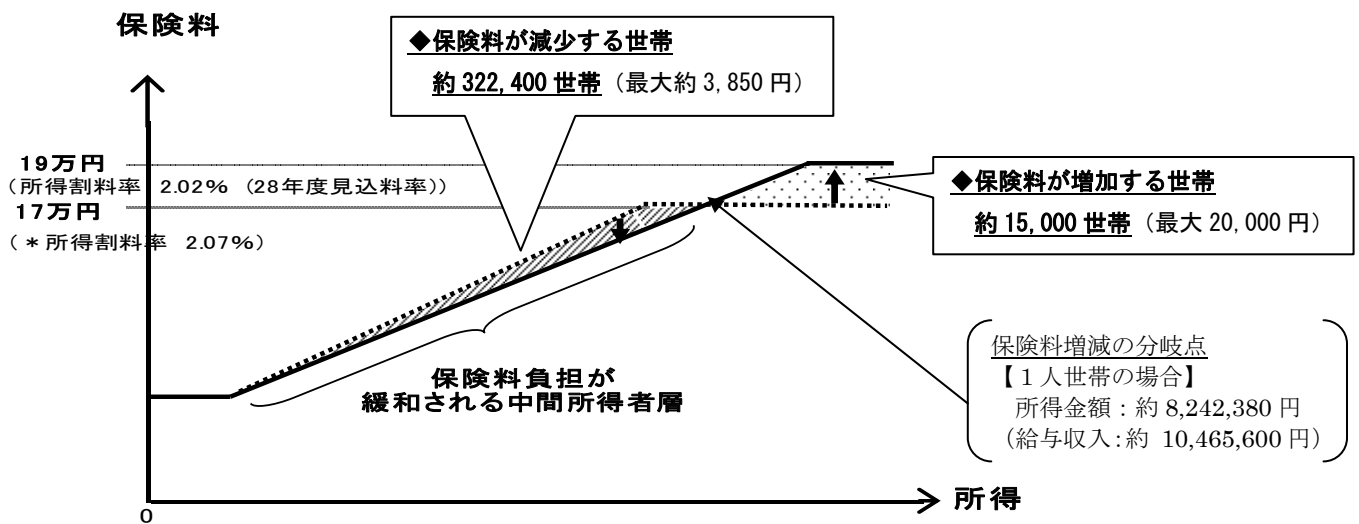 保険料
◆保険料が減少する世帯
約 322,400 世帯（最大約 3,850 円）
19万円
（所得割料率 2.02%（28年度見込料率））
17万円
（＊所得割料率 2.07%）
◆保険料が増加する世帯
約 15,000 世帯（最大 20,000 円）
保険料増減の分岐点
【１人世帯の場合】
所得金額：約 8,242,380 円
（給与収入：約 10,465,600 円）
保険料負担が
緩和される中間所得者層
所得
0